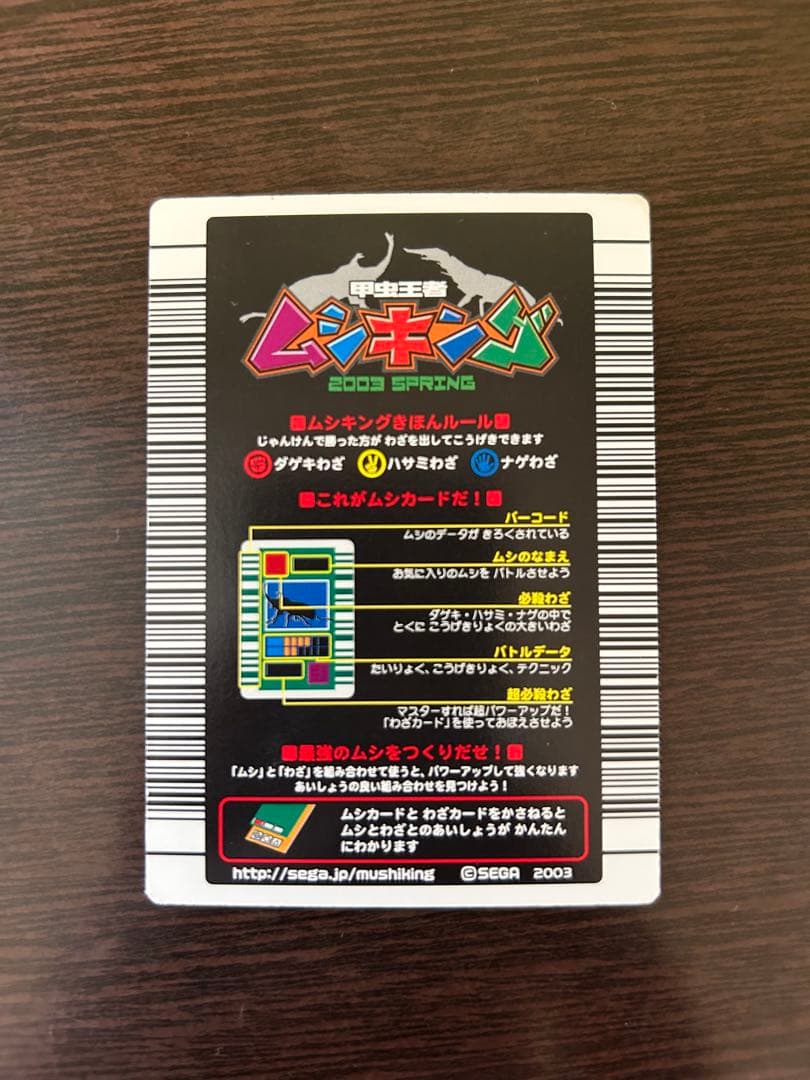 甲虫王者
ムシキング
2003 SPRING
ムシキングきほんルール
じゃんけんで勝った方が わざを出してこうげきできます
ダゲキわざ ハサミわざ ナゲわざ
これがムシカードだ！
バーコード
ムシのデータが きろくされている
ムシのなまえ
お気に入りのムシを バトルさせよう
必殺わざ
ダゲキ・ハサミ・ナゲの中で
とくに こうげきりょくの大きいわざ
バトルデータ
たいりょく、こうげきりょく、テクニック
超必殺わざ
マスターすれば超パワーアップだ！
「わざカード」を使っておぼえさせよう
最強のムシをつくりだせ！
「ムシ」と「わざ」を組み合わせて使うと、パワーアップして強くなります
あいしょうの良い組み合わせを見つけよう！
ムシカードと わざカードをかさねると
ムシとわざとのあいしょうが かんたん
にわかります
http://sega.jp/mushiking ©SEGA 2003